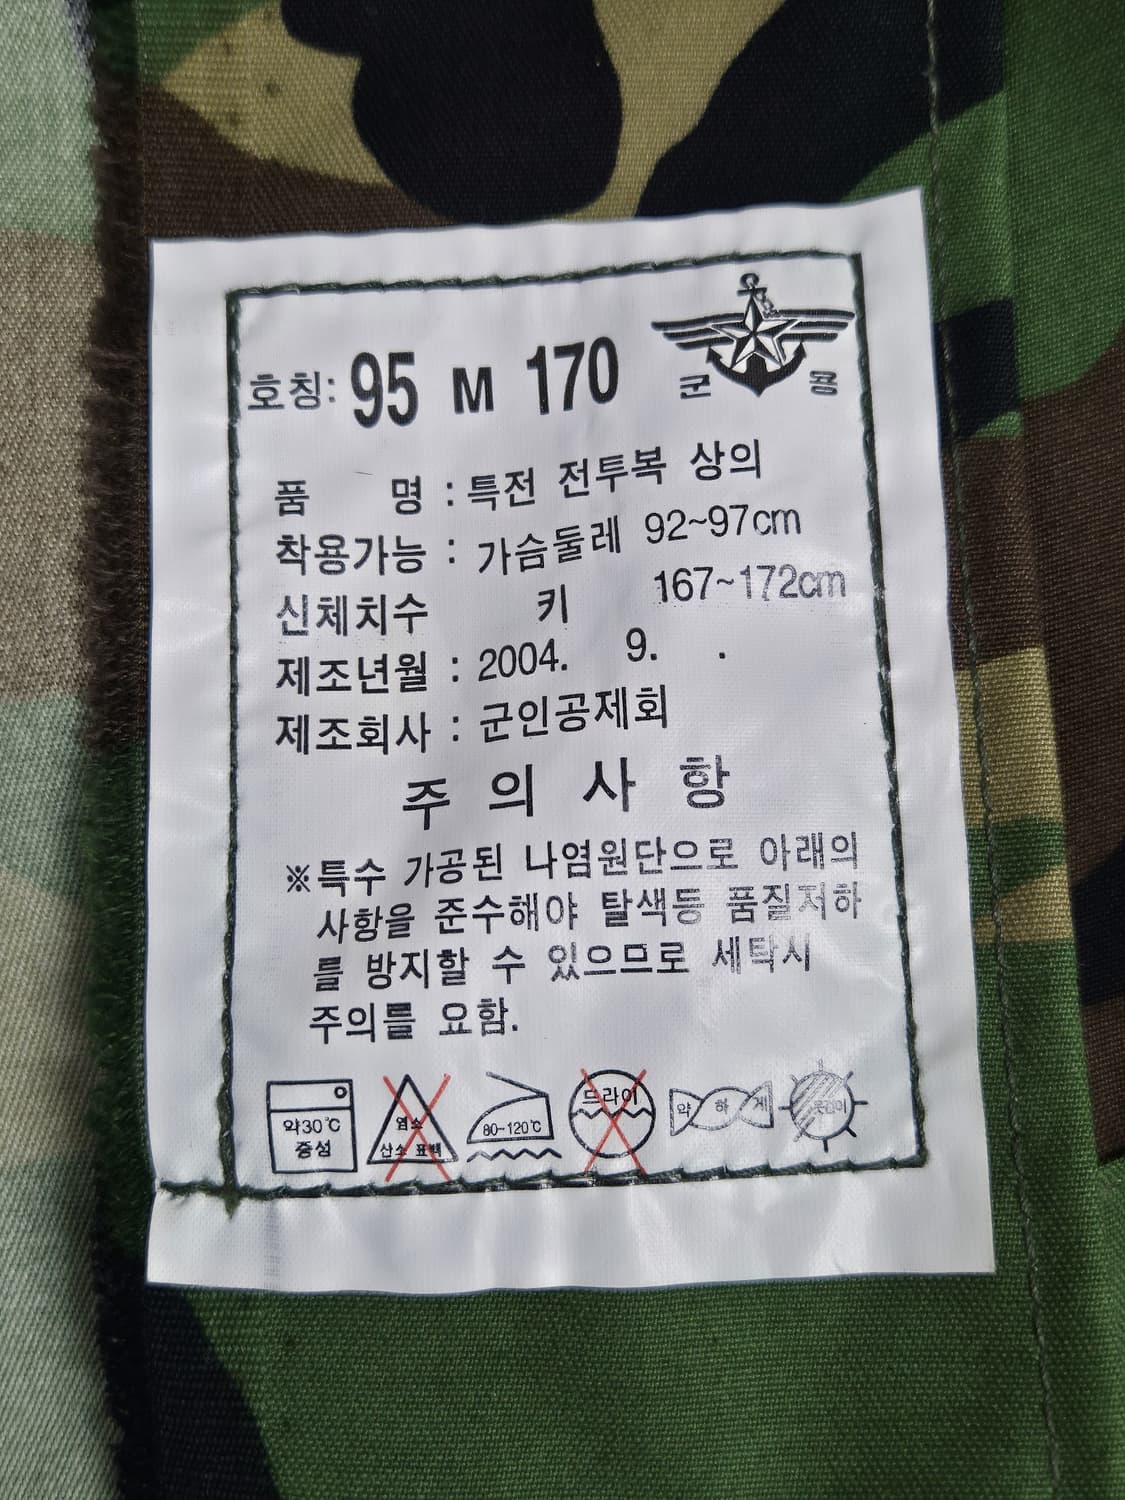 호칭: 95 M 170
군 용
품 명 : 특전 전투복 상의
착용가능 : 가슴둘레 92~97cm
신체치수 키 167~172cm
제조년월 : 2004. 9. .
제조회사 : 군인공제회
주 의 사 항
※특수 가공된 나염원단으로 아래의
사항을 준수해야 탈색등 품질저하
를 방지할 수 있으므로 세탁시
주의를 요함.
약30℃
중성
염소
산소 표백
80-120℃
드라이
약 하 게